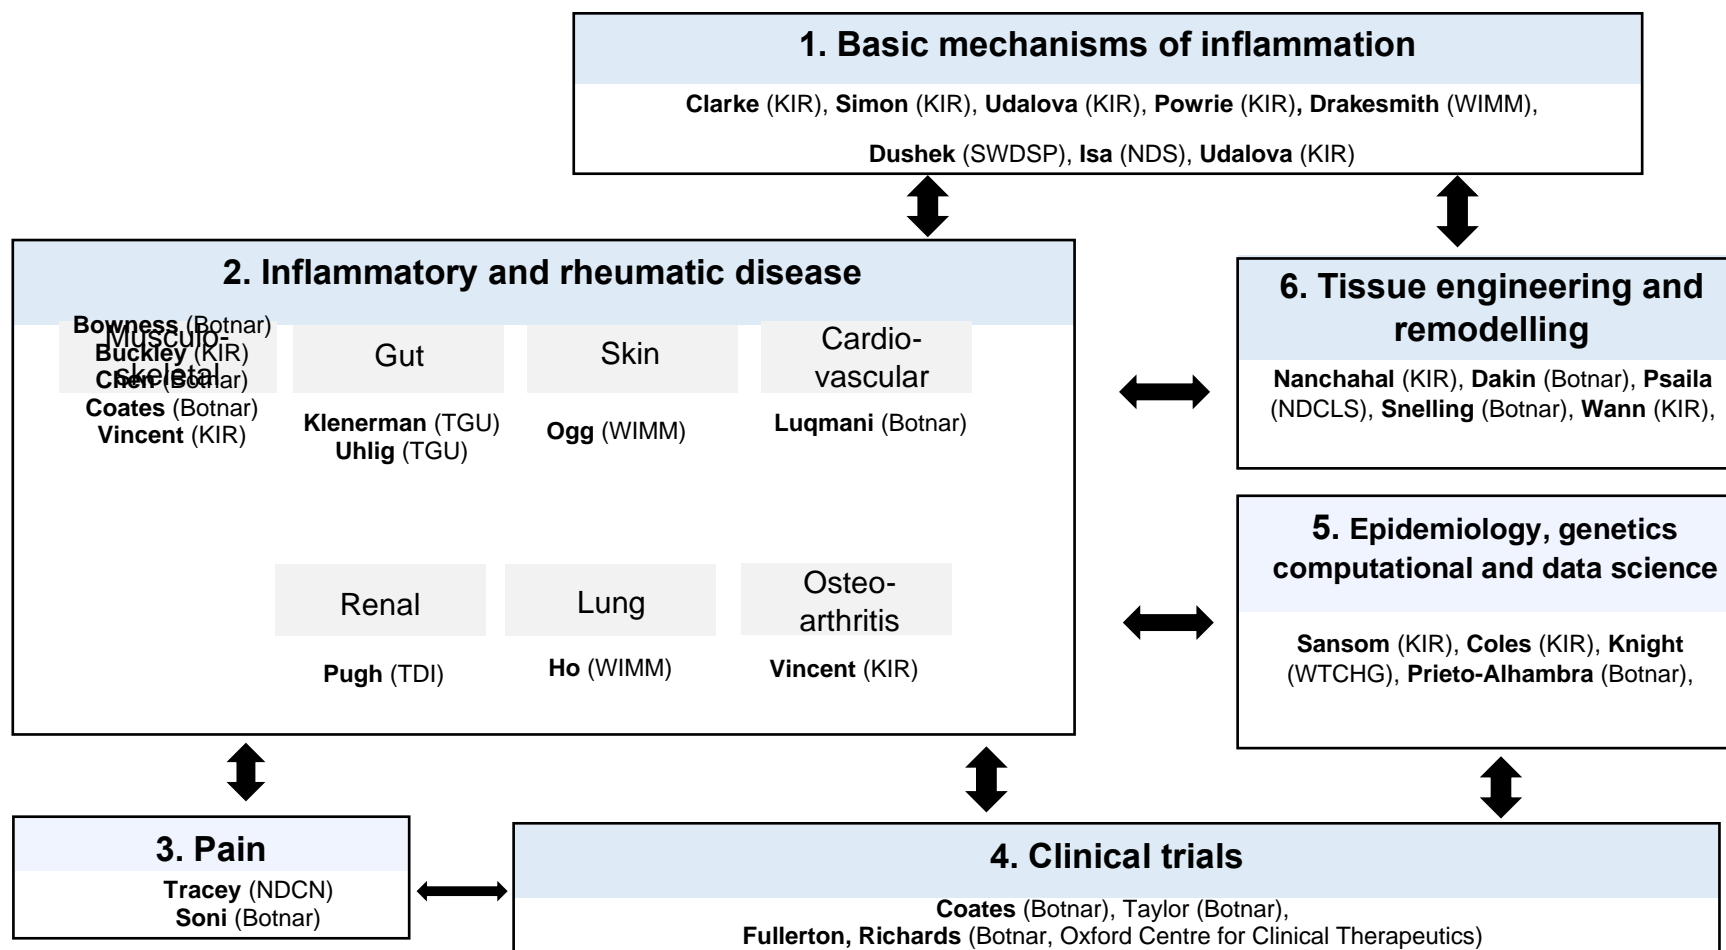 1. Basic mechanisms of inflammation
Clarke (KIR), Simon (KIR), Udalova (KIR), Powrie (KIR), Drakesmith (WIMM),
Dushek (SWDSP), Isa (NDS), Udalova (KIR)
2. Inflammatory and rheumatic disease
Musculo-
skeletal
Bowness (Botnar)
Buckley (KIR)
Chen (Botnar)
Coates (Botnar)
Vincent (KIR)
Gut
Klenerman (TGU)
Uhlig (TGU)
Skin
Ogg (WIMM)
Cardio-
vascular
Luqmani (Botnar)
Renal
Pugh (TDI)
Lung
Ho (WIMM)
Osteo-
arthritis
Vincent (KIR)
6. Tissue engineering and
remodelling
Nanchahal (KIR), Dakin (Botnar), Psaila
(NDCLS), Snelling (Botnar), Wann (KIR),
5. Epidemiology, genetics
computational and data science
Sansom (KIR), Coles (KIR), Knight
(WTCHG), Prieto-Alhambra (Botnar),
3. Pain
Tracey (NDCN)
Soni (Botnar)
4. Clinical trials
Coates (Botnar), Taylor (Botnar),
Fullerton, Richards (Botnar, Oxford Centre for Clinical Therapeutics)